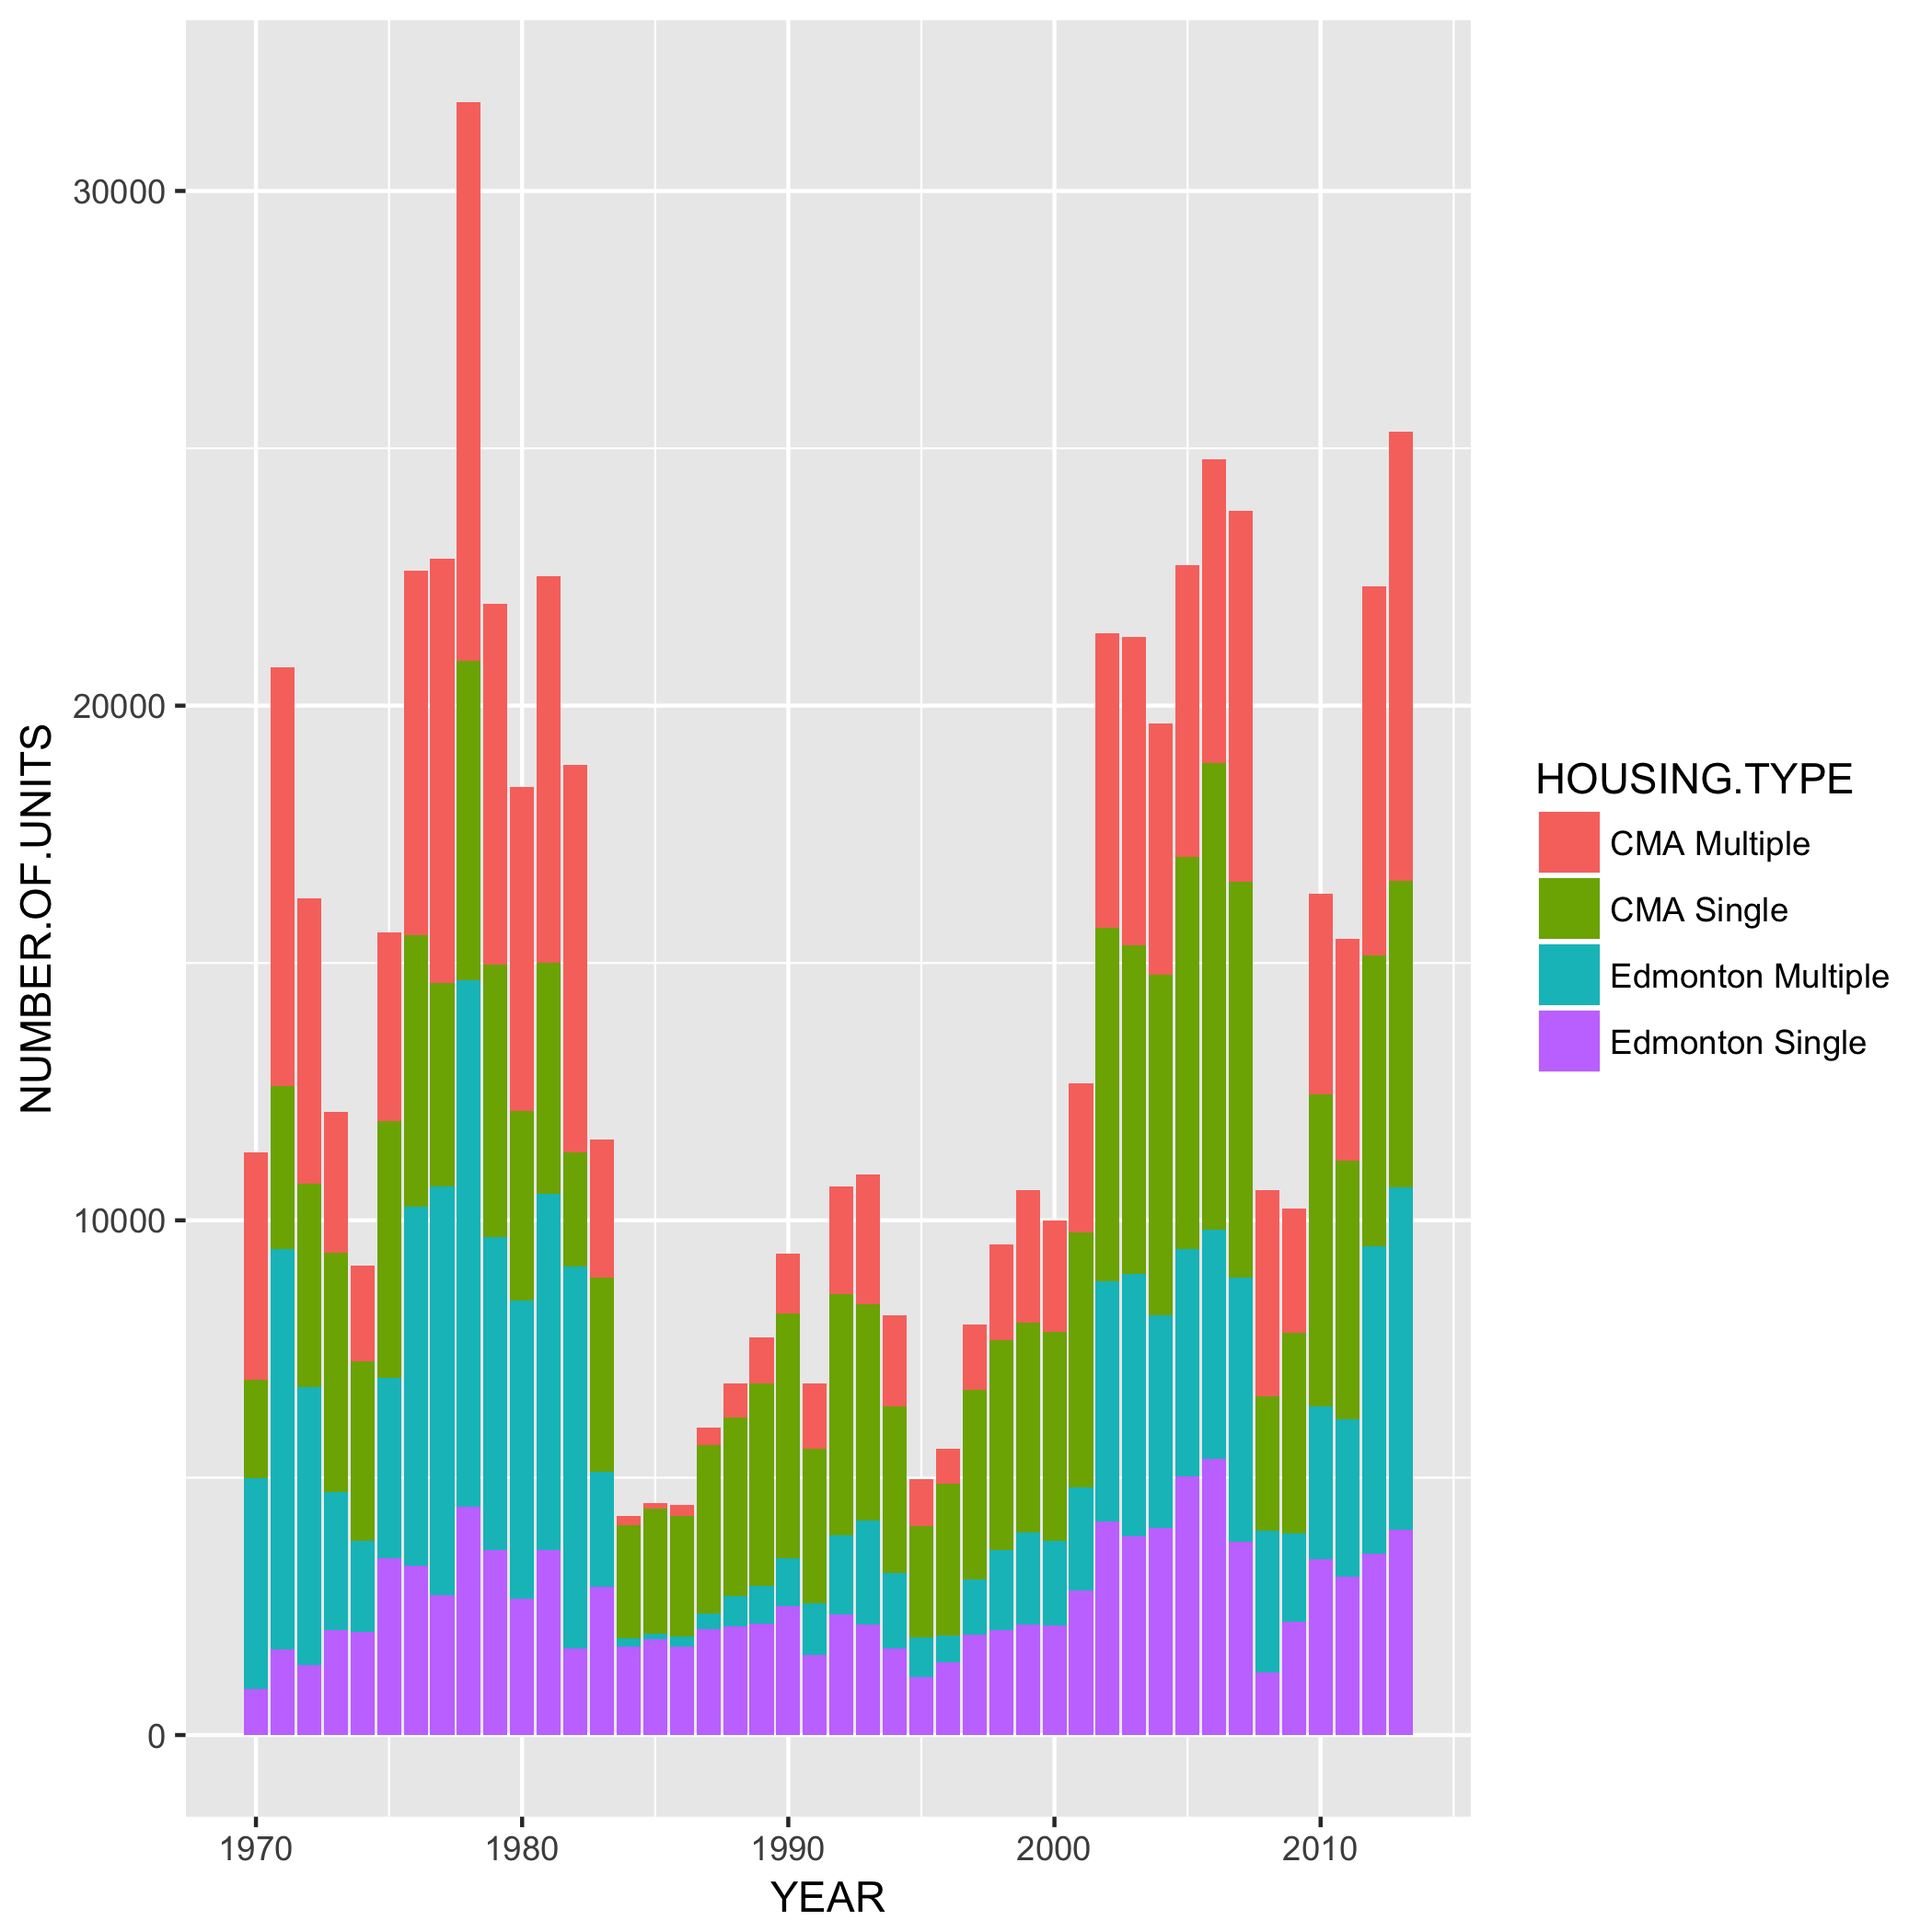 NUMBER.OF.UNITS
30000
20000
10000
0
1970 1980 1990 2000 2010
YEAR
HOUSING.TYPE
CMA Multiple
CMA Single
Edmonton Multiple
Edmonton Single